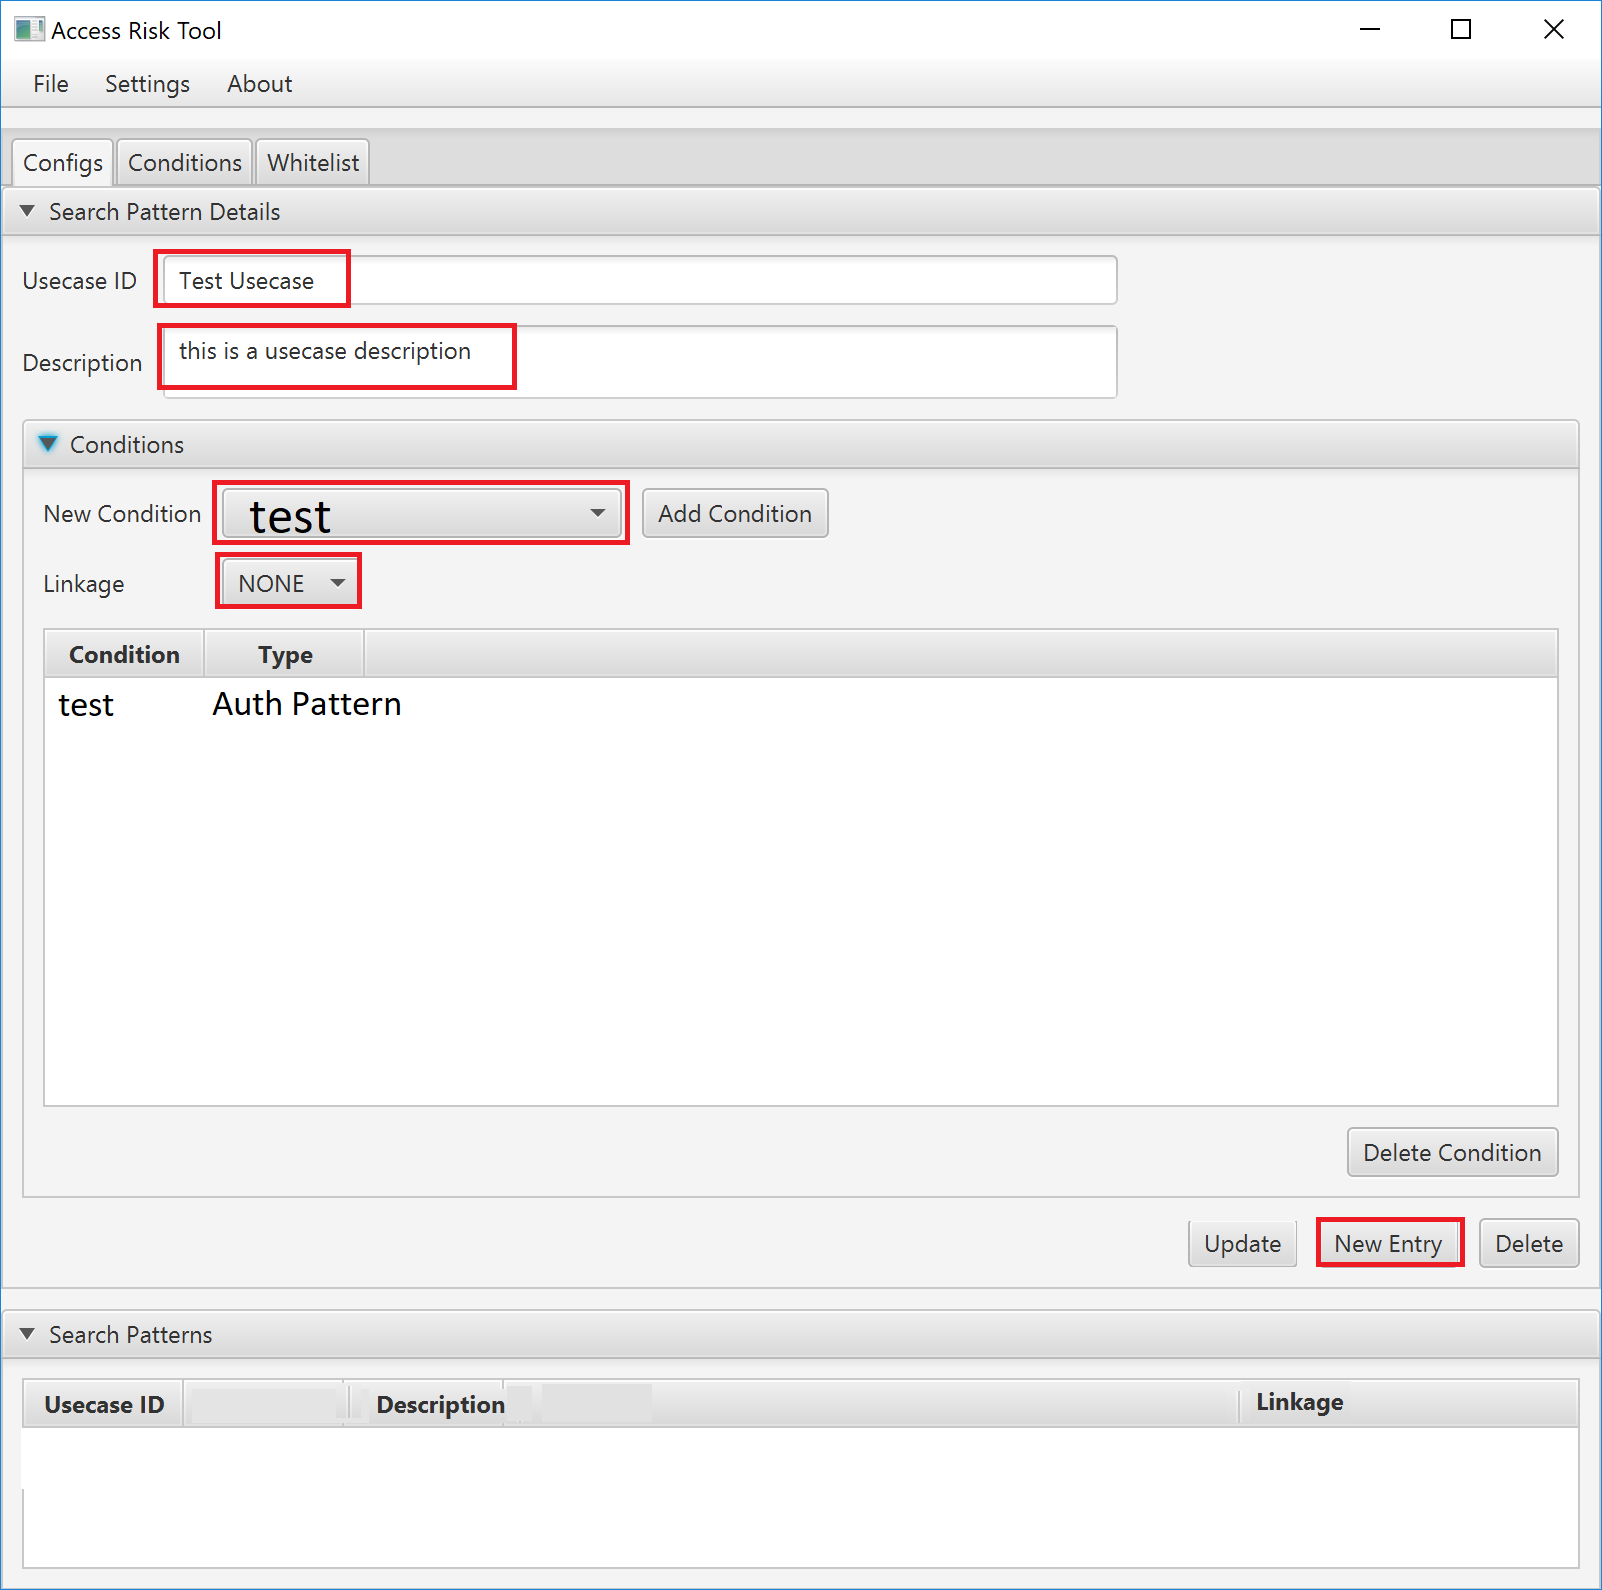 Access Risk Tool
File Settings About
Configs Conditions Whitelist
Search Pattern Details
Usecase ID Test Usecase
Description this is a usecase description
Conditions
New Condition test Add Condition
Linkage NONE
Condition Type
test Auth Pattern
Delete Condition
Update New Entry Delete
Search Patterns
Usecase ID Description Linkage